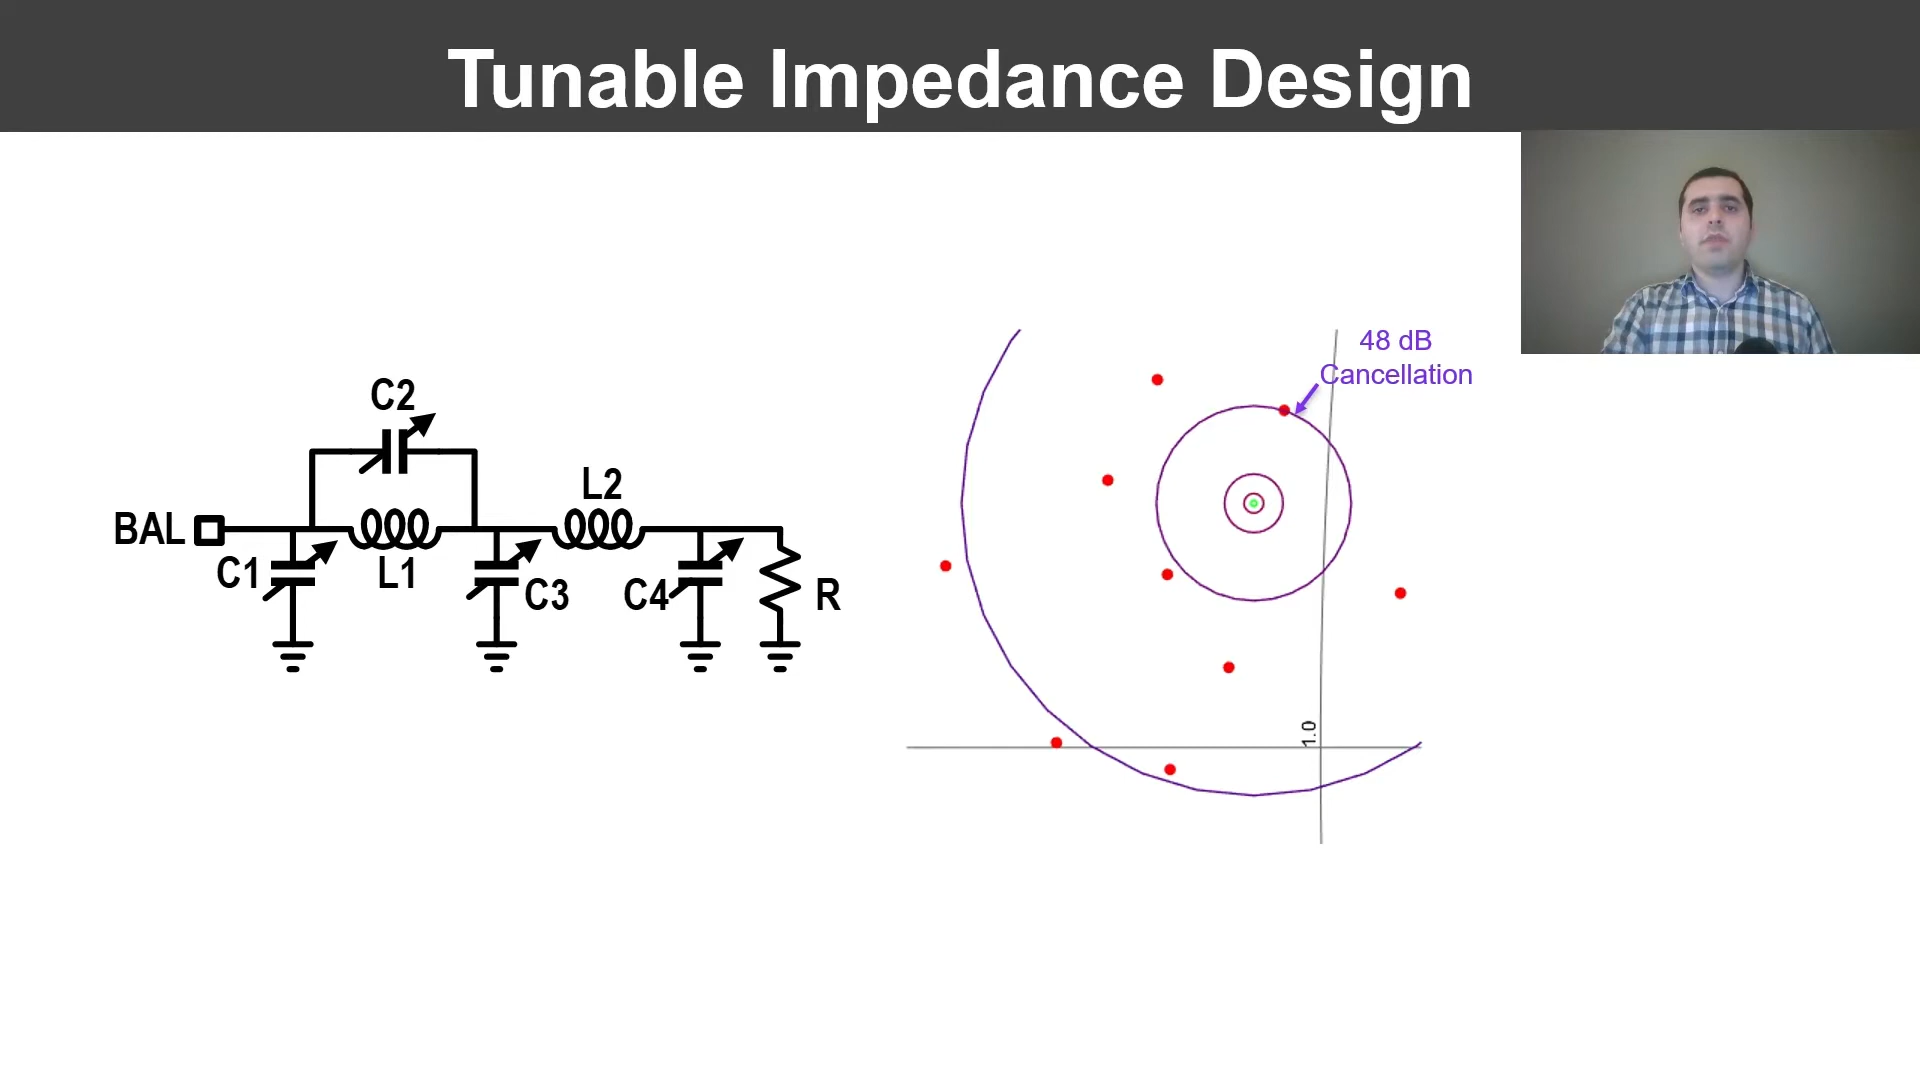 Tunable Impedance Design
48 dB
Cancellation
C2
L2
BAL
C1
L1
C3
C4
R
1.0